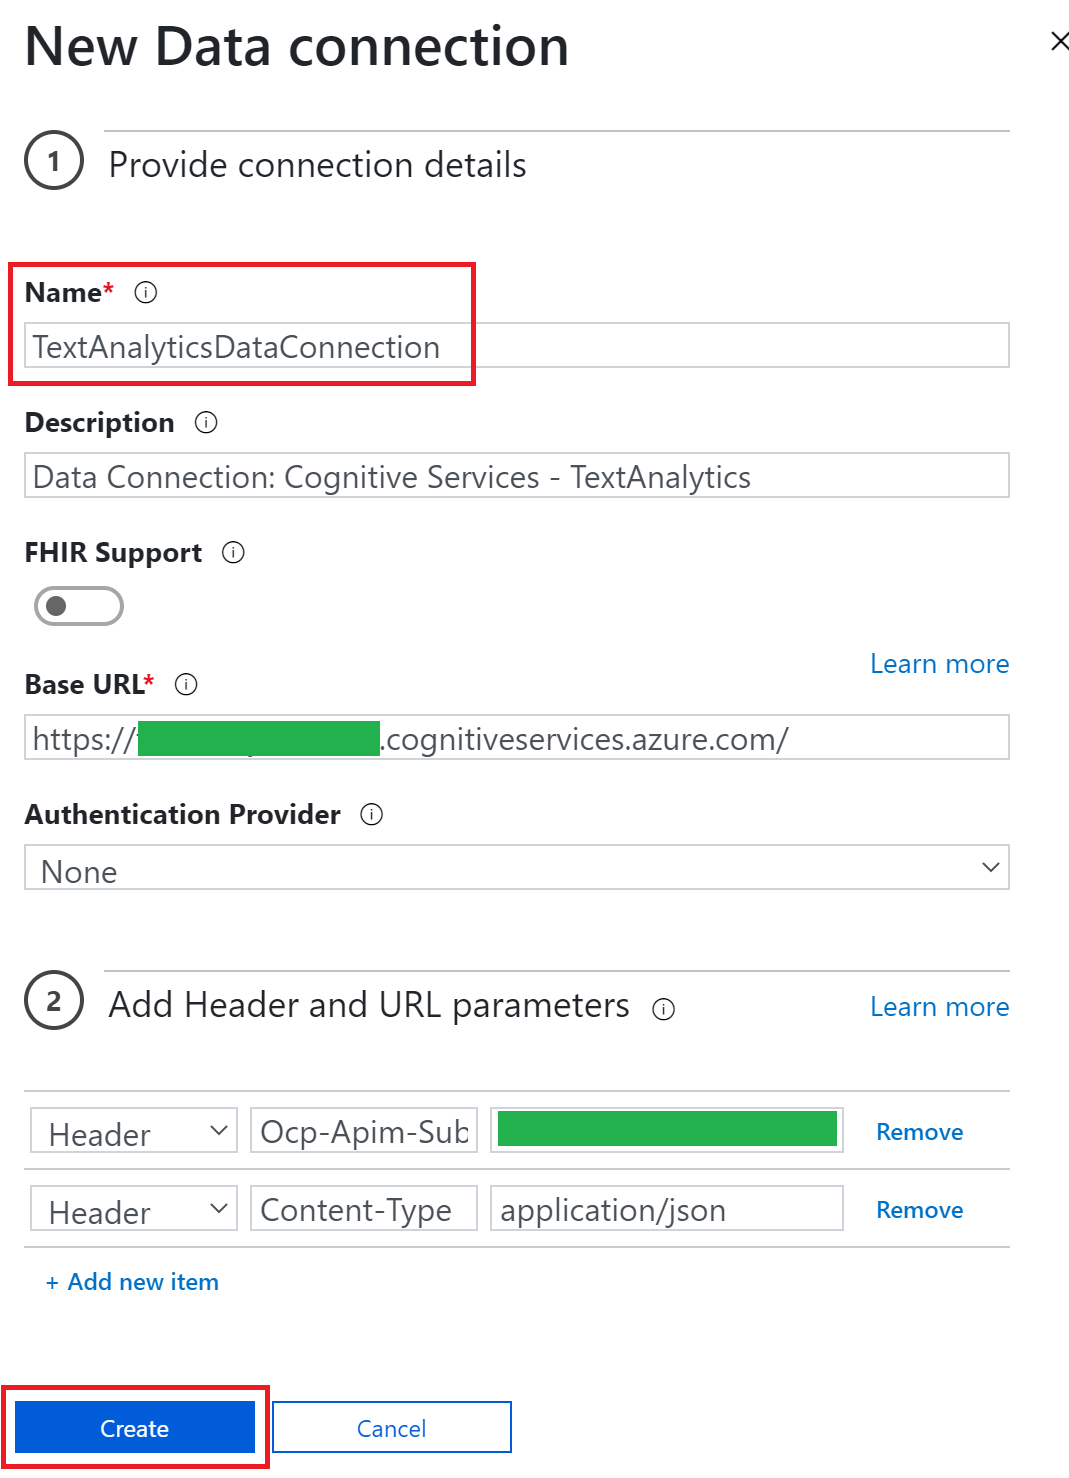 New Data connection
1 Provide connection details
Name*
TextAnalyticsDataConnection
Description
Data Connection: Cognitive Services - TextAnalytics
FHIR Support
Learn more
Base URL*
https:// .cognitiveservices.azure.com/
Authentication Provider
None
2 Add Header and URL parameters Learn more
Header Ocp-Apim-Sub Remove
Header Content-Type application/json Remove
+ Add new item
Create Cancel